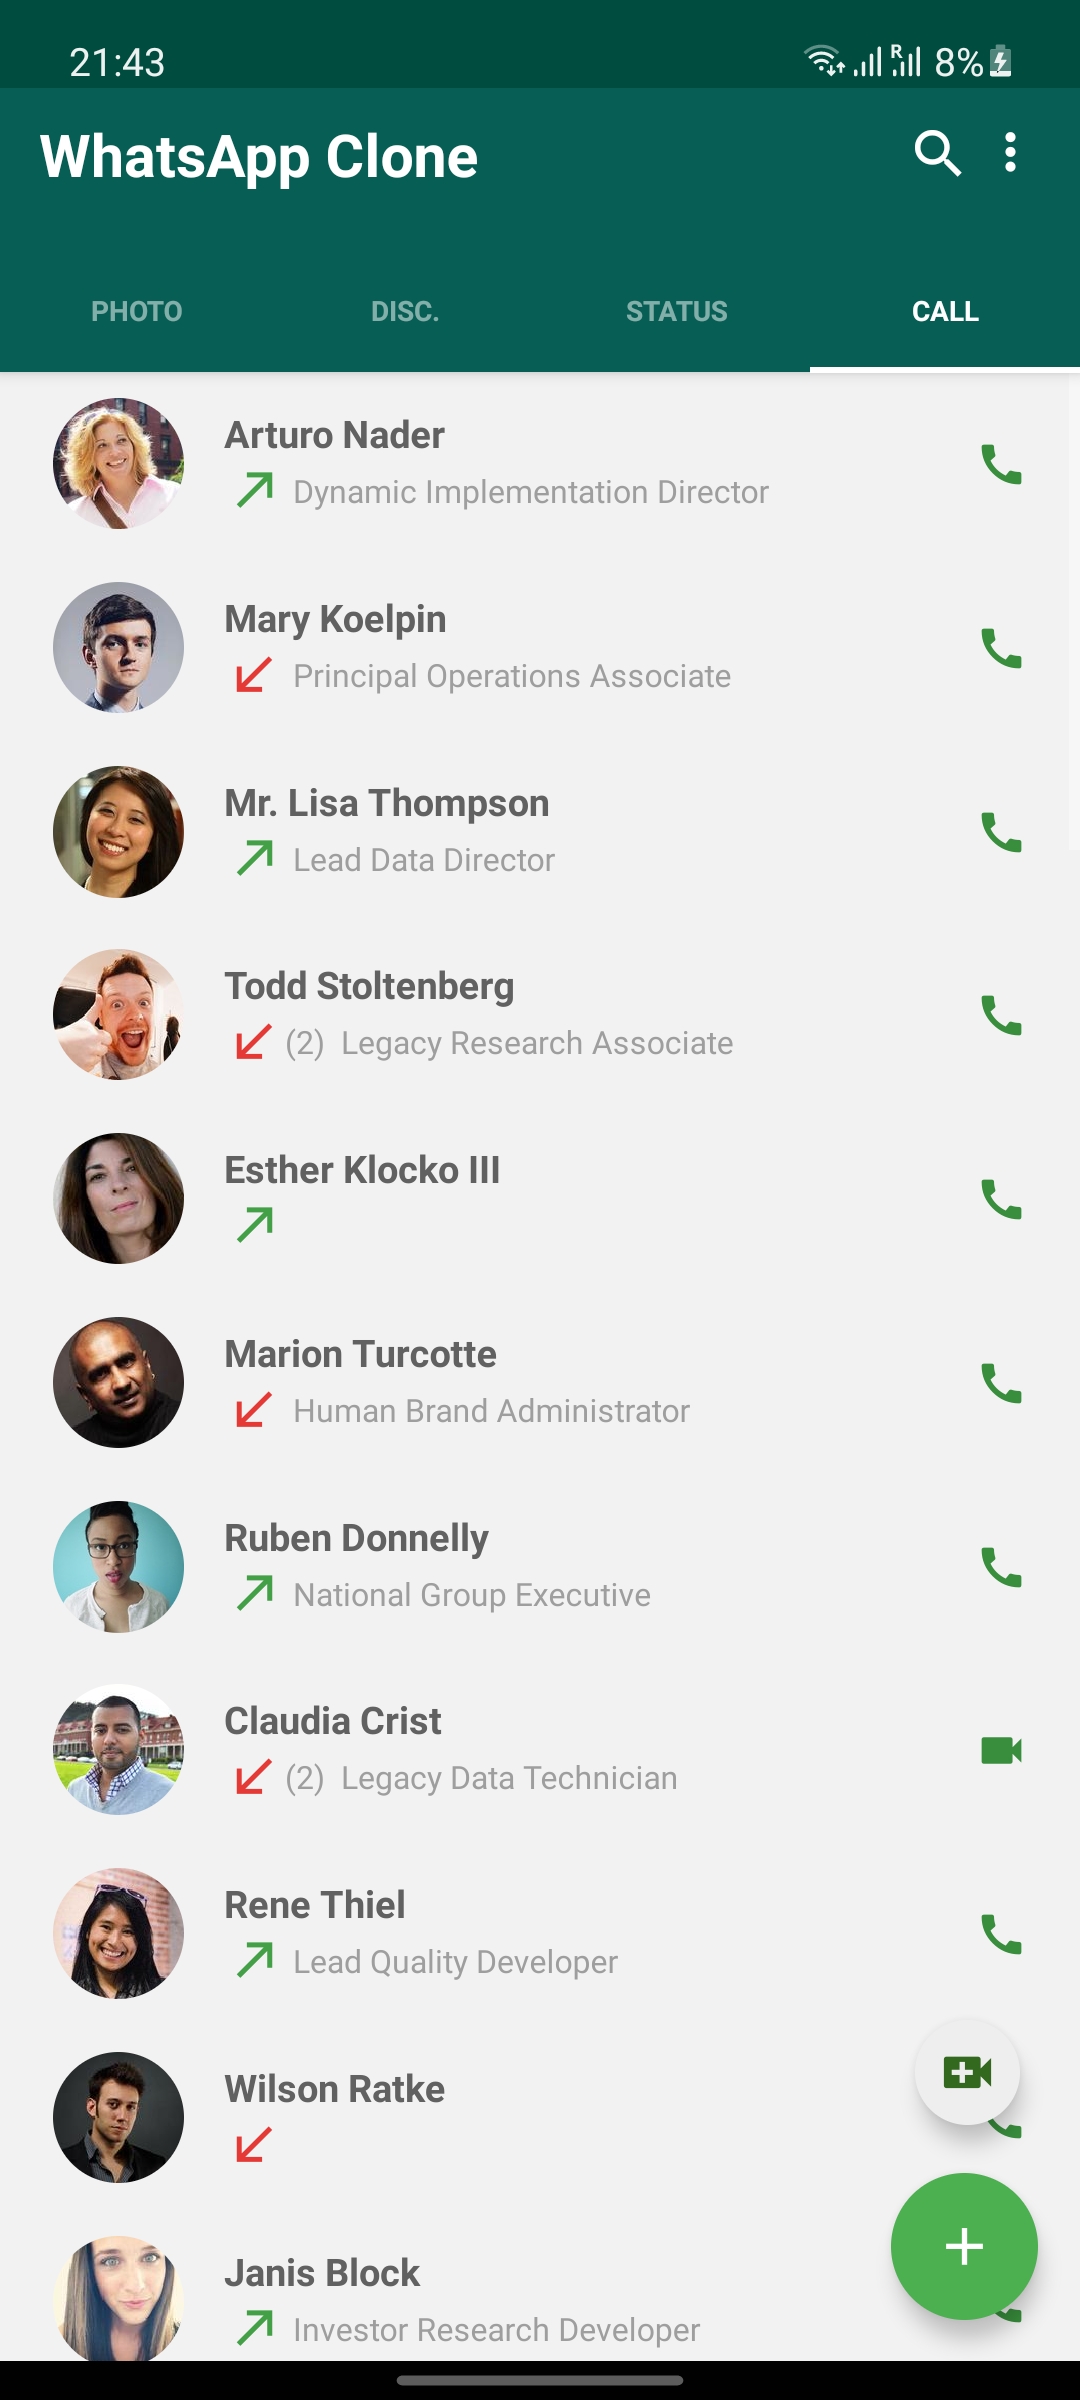 21:43
R 8%
WhatsApp Clone
PHOTO DISC. STATUS CALL
Arturo Nader
Dynamic Implementation Director
Mary Koelpin
Principal Operations Associate
Mr. Lisa Thompson
Lead Data Director
Todd Stoltenberg
(2) Legacy Research Associate
Esther Klocko III
Marion Turcotte
Human Brand Administrator
Ruben Donnelly
National Group Executive
Claudia Crist
(2) Legacy Data Technician
Rene Thiel
Lead Quality Developer
Wilson Ratke
Janis Block
Investor Research Developer